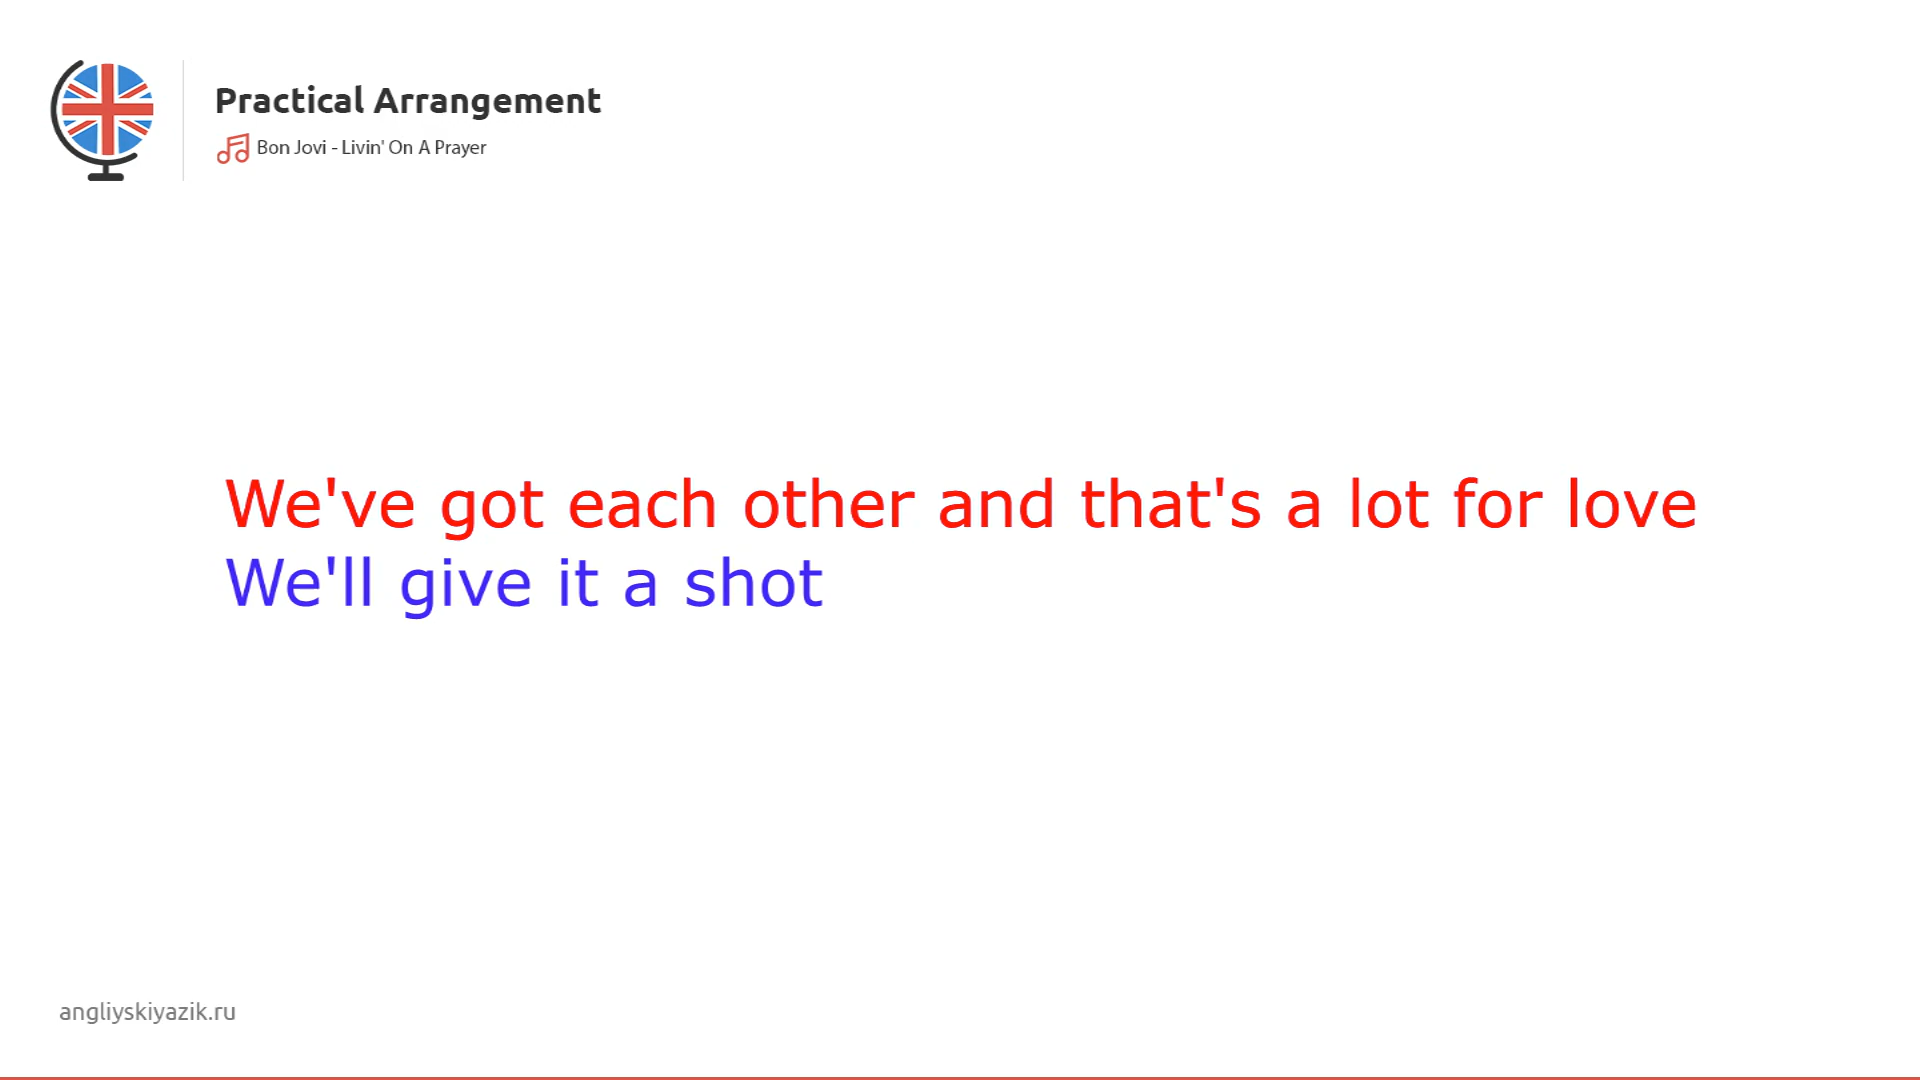 Practical Arrangement
Bon Jovi - Livin' On A Prayer
We've got each other and that's a lot for love
We'll give it a shot
angliyskiyazik.ru